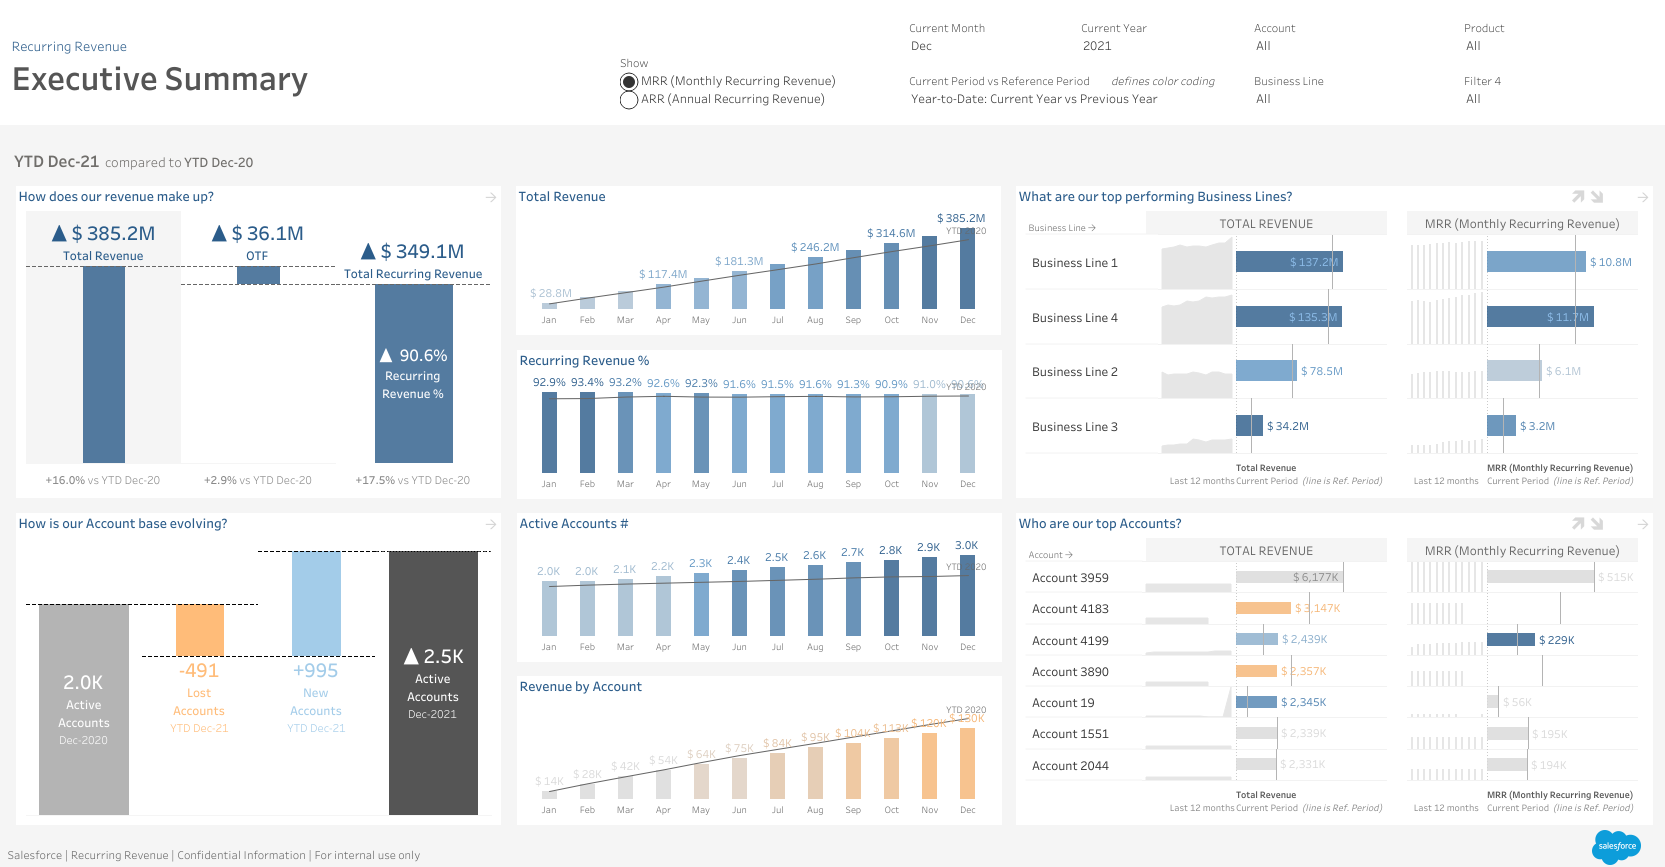 Recurring Revenue
Executive Summary
Show
MRR (Monthly Recurring Revenue)
ARR (Annual Recurring Revenue)
Current Month
Dec
Current Year
2021
Account
All
Product
All
Current Period vs Reference Period defines color coding
Year-to-Date: Current Year vs Previous Year
Business Line
All
Filter 4
All
YTD Dec-21 compared to YTD Dec-20
How does our revenue make up? →
▲ $ 385.2M
Total Revenue
▲ $ 36.1M
OTF
▲ $ 349.1M
Total Recurring Revenue
▲ 90.6%
Recurring
Revenue %
+16.0% vs YTD Dec-20
+2.9% vs YTD Dec-20
+17.5% vs YTD Dec-20
Total Revenue
$ 28.8M $ 117.4M $ 181.3M $ 246.2M $ 314.6M $ 385.2M
YTD 2020
Jan Feb Mar Apr May Jun Jul Aug Sep Oct Nov Dec
Recurring Revenue %
92.9% 93.4% 93.2% 92.6% 92.3% 91.6% 91.5% 91.6% 91.3% 90.9% 91.0% 90.6%
YTD 2020
Jan Feb Mar Apr May Jun Jul Aug Sep Oct Nov Dec
What are our top performing Business Lines? →
Business Line → TOTAL REVENUE MRR (Monthly Recurring Revenue)
Business Line 1 $ 137.2M $ 10.8M
Business Line 4 $ 135.3M $ 11.7M
Business Line 2 $ 78.5M $ 6.1M
Business Line 3 $ 34.2M $ 3.2M
Total Revenue MRR (Monthly Recurring Revenue)
Last 12 months Current Period (line is Ref. Period) Last 12 months Current Period (line is Ref. Period)
How is our Account base evolving? →
2.0K
Active
Accounts
Dec-2020
-491
Lost
Accounts
YTD Dec-21
+995
New
Accounts
YTD Dec-21
▲ 2.5K
Active
Accounts
Dec-2021
Active Accounts #
2.0K 2.0K 2.1K 2.2K 2.3K 2.4K 2.5K 2.6K 2.7K 2.8K 2.9K 3.0K
YTD 2020
Jan Feb Mar Apr May Jun Jul Aug Sep Oct Nov Dec
Revenue by Account
YTD 2020
$ 14K $ 28K $ 42K $ 54K $ 64K $ 75K $ 84K $ 95K $ 104K $ 113K $ 120K $ 130K
Jan Feb Mar Apr May Jun Jul Aug Sep Oct Nov Dec
Who are our top Accounts? →
Account → TOTAL REVENUE MRR (Monthly Recurring Revenue)
Account 3959 $ 6,177K $ 515K
Account 4183 $ 3,147K
Account 4199 $ 2,439K $ 229K
Account 3890 $ 2,357K
Account 19 $ 2,345K $ 56K
Account 1551 $ 2,339K $ 195K
Account 2044 $ 2,331K $ 194K
Total Revenue MRR (Monthly Recurring Revenue)
Last 12 months Current Period (line is Ref. Period) Last 12 months Current Period (line is Ref. Period)
Salesforce | Recurring Revenue | Confidential Information | For internal use only
salesforce